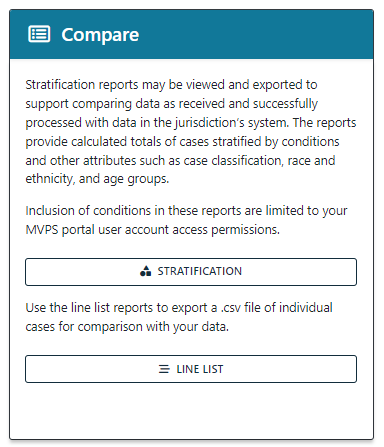 Compare
Stratification reports may be viewed and exported to
support comparing data as received and successfully
processed with data in the jurisdiction's system. The reports
provide calculated totals of cases stratified by conditions
and other attributes such as case classification, race and
ethnicity, and age groups.
Inclusion of conditions in these reports are limited to your
MVPS portal user account access permissions.
STRATIFICATION
Use the line list reports to export a .csv file of individual
cases for comparison with your data.
LINE LIST